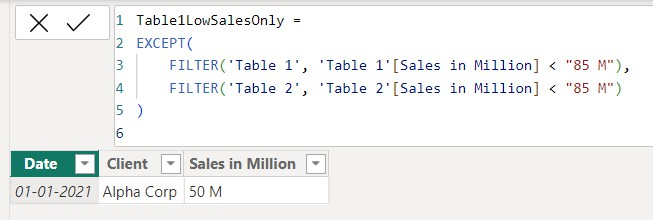 1 Table1LowSalesOnly =
2 EXCEPT(
3 FILTER('Table 1', 'Table 1'[Sales in Million] < "85 M"),
4 FILTER('Table 2', 'Table 2'[Sales in Million] < "85 M")
5 )
6
Date Client Sales in Million
01-01-2021 Alpha Corp 50 M